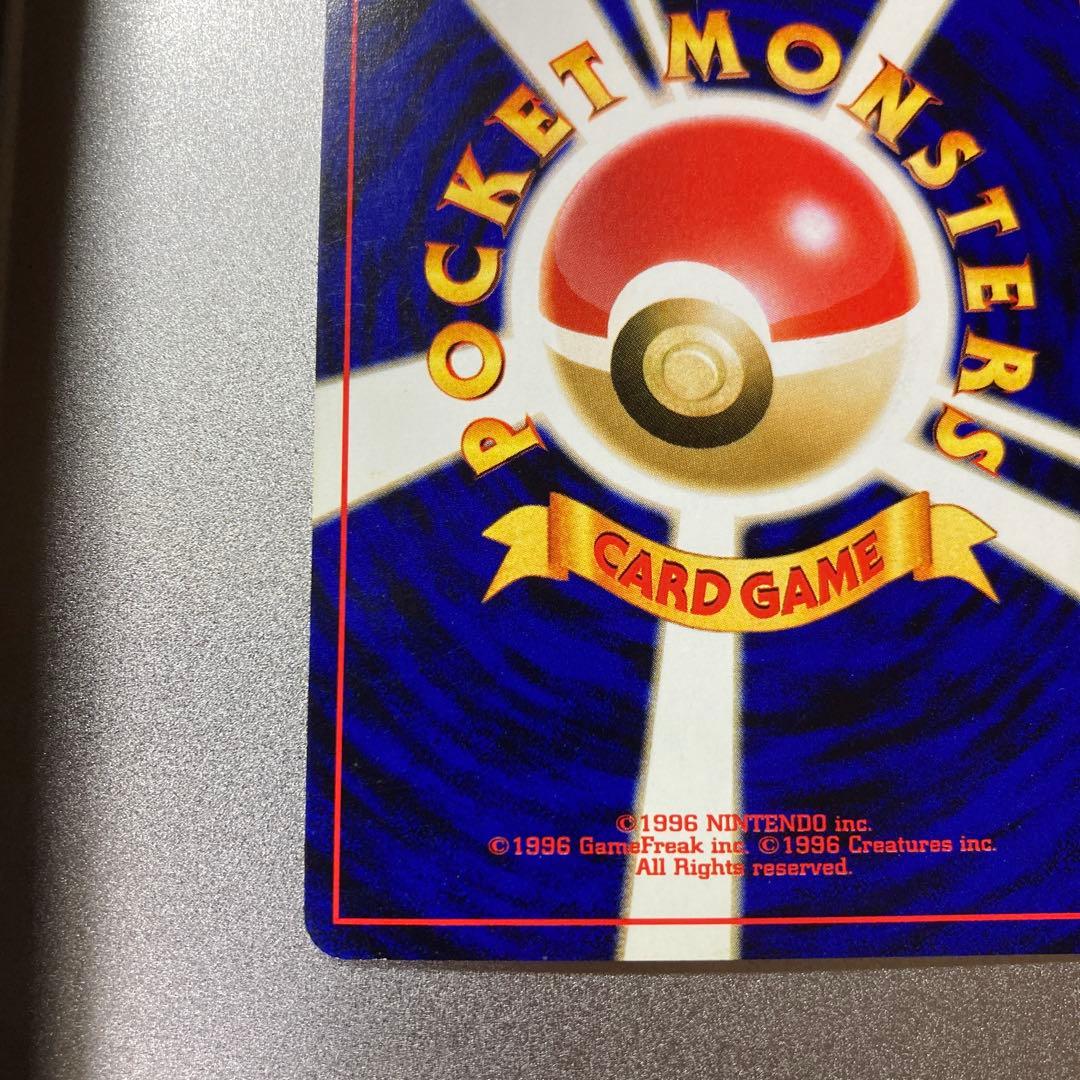 POCKET MONSTERS
CARD GAME
©1996 NINTENDO inc.
©1996 GameFreak inc. ©1996 Creatures inc.
All Rights reserved.